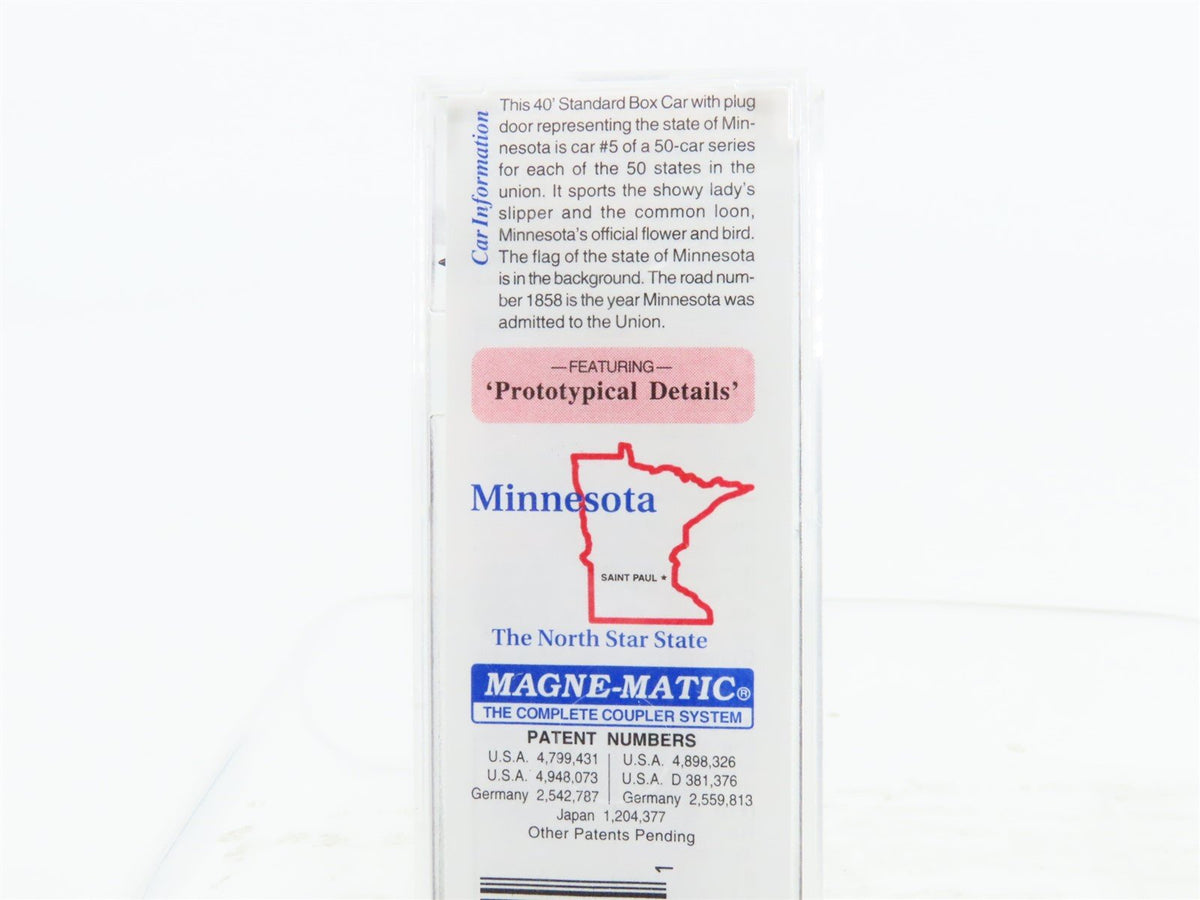 Car Information
This 40' Standard Box Car with plug
door representing the state of Min-
nesota is car #5 of a 50-car series
for each of the 50 states in the
union. It sports the showy lady's
slipper and the common loon,
Minnesota's official flower and bird.
The flag of the state of Minnesota
is in the background. The road num-
ber 1858 is the year Minnesota was
admitted to the Union.
—FEATURING—
'Prototypical Details'
Minnesota
SAINT PAUL ★
The North Star State
MAGNE-MATIC®
THE COMPLETE COUPLER SYSTEM
PATENT NUMBERS
U.S.A. 4,799,431 | U.S.A. 4,898,326
U.S.A. 4,948,073 | U.S.A. D 381,376
Germany 2,542,787 | Germany 2,559,813
Japan 1,204,377
Other Patents Pending
1